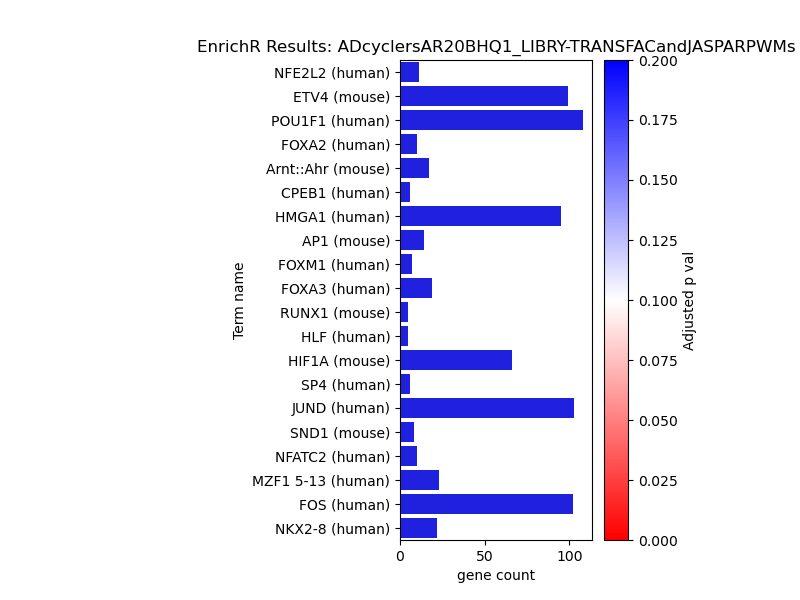 EnrichR Results: ADcyclersAR20BHQ1_LIBRY-TRANSFACandJASPARPWMs
NFE2L2 (human)
ETV4 (mouse)
POU1F1 (human)
FOXA2 (human)
Arnt::Ahr (mouse)
CPEB1 (human)
HMGA1 (human)
AP1 (mouse)
FOXM1 (human)
FOXA3 (human)
RUNX1 (mouse)
HLF (human)
HIF1A (mouse)
SP4 (human)
JUND (human)
SND1 (mouse)
NFATC2 (human)
MZF1 5-13 (human)
FOS (human)
NKX2-8 (human)
Term name
0 50 100
gene count
0.200
0.175
0.150
0.125
0.100
0.075
0.050
0.025
0.000
Adjusted p val